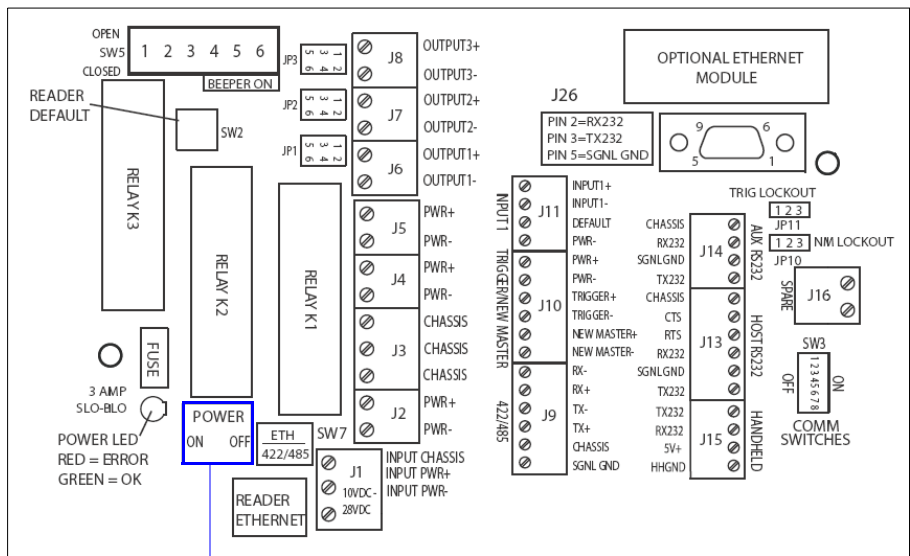 OPEN
SW5
CLOSED
1 2 3 4 5 6
BEEPER ON
READER
DEFAULT
SW2
RELAY K3
RELAY K2
RELAY K1
JP3
1 2
3 4
5 6
JP2
1 2
3 4
5 6
JP1
1 2
3 4
5 6
J8
OUTPUT3+
OUTPUT3-
J7
OUTPUT2+
OUTPUT2-
J6
OUTPUT1+
OUTPUT1-
J5
PWR+
PWR-
J4
PWR+
PWR-
J3
CHASSIS
CHASSIS
CHASSIS
J2
PWR+
PWR-
FUSE
3 AMP
SLO-BLO
POWER LED
RED = ERROR
GREEN = OK
POWER
ON OFF
ETH
422/485
SW7
READER
ETHERNET
J1
10VDC-
28VDC
INPUT CHASSIS
INPUT PWR+
INPUT PWR-
OPTIONAL ETHERNET
MODULE
J26
PIN 2=RX232
PIN 3=TX232
PIN 5=SGNL GND
9 6
5 1
INPUT1
J11
INPUT1+
INPUT1-
DEFAULT
PWR-
TRIGGER/NEW MASTER
J10
PWR+
PWR-
TRIGGER+
TRIGGER-
NEW MASTER+
NEW MASTER-
422/485
J9
RX-
RX+
TX-
TX+
CHASSIS
SGNL GND
CHASSIS
RX232
SGNLGND
TX232
J14
AUX RS232
CHASSIS
CTS
RTS
RX232
SGNLGND
TX232
J13
HOST RS232
TX232
RX232
5V+
HHGND
J15
HANDHELD
TRIG LOCKOUT
1 2 3
JP11
1 2 3
N/M LOCKOUT
JP10
SPARE
J16
SW3
OFF
1 2 3 4 5 6 7 8
ON
COMM
SWITCHES